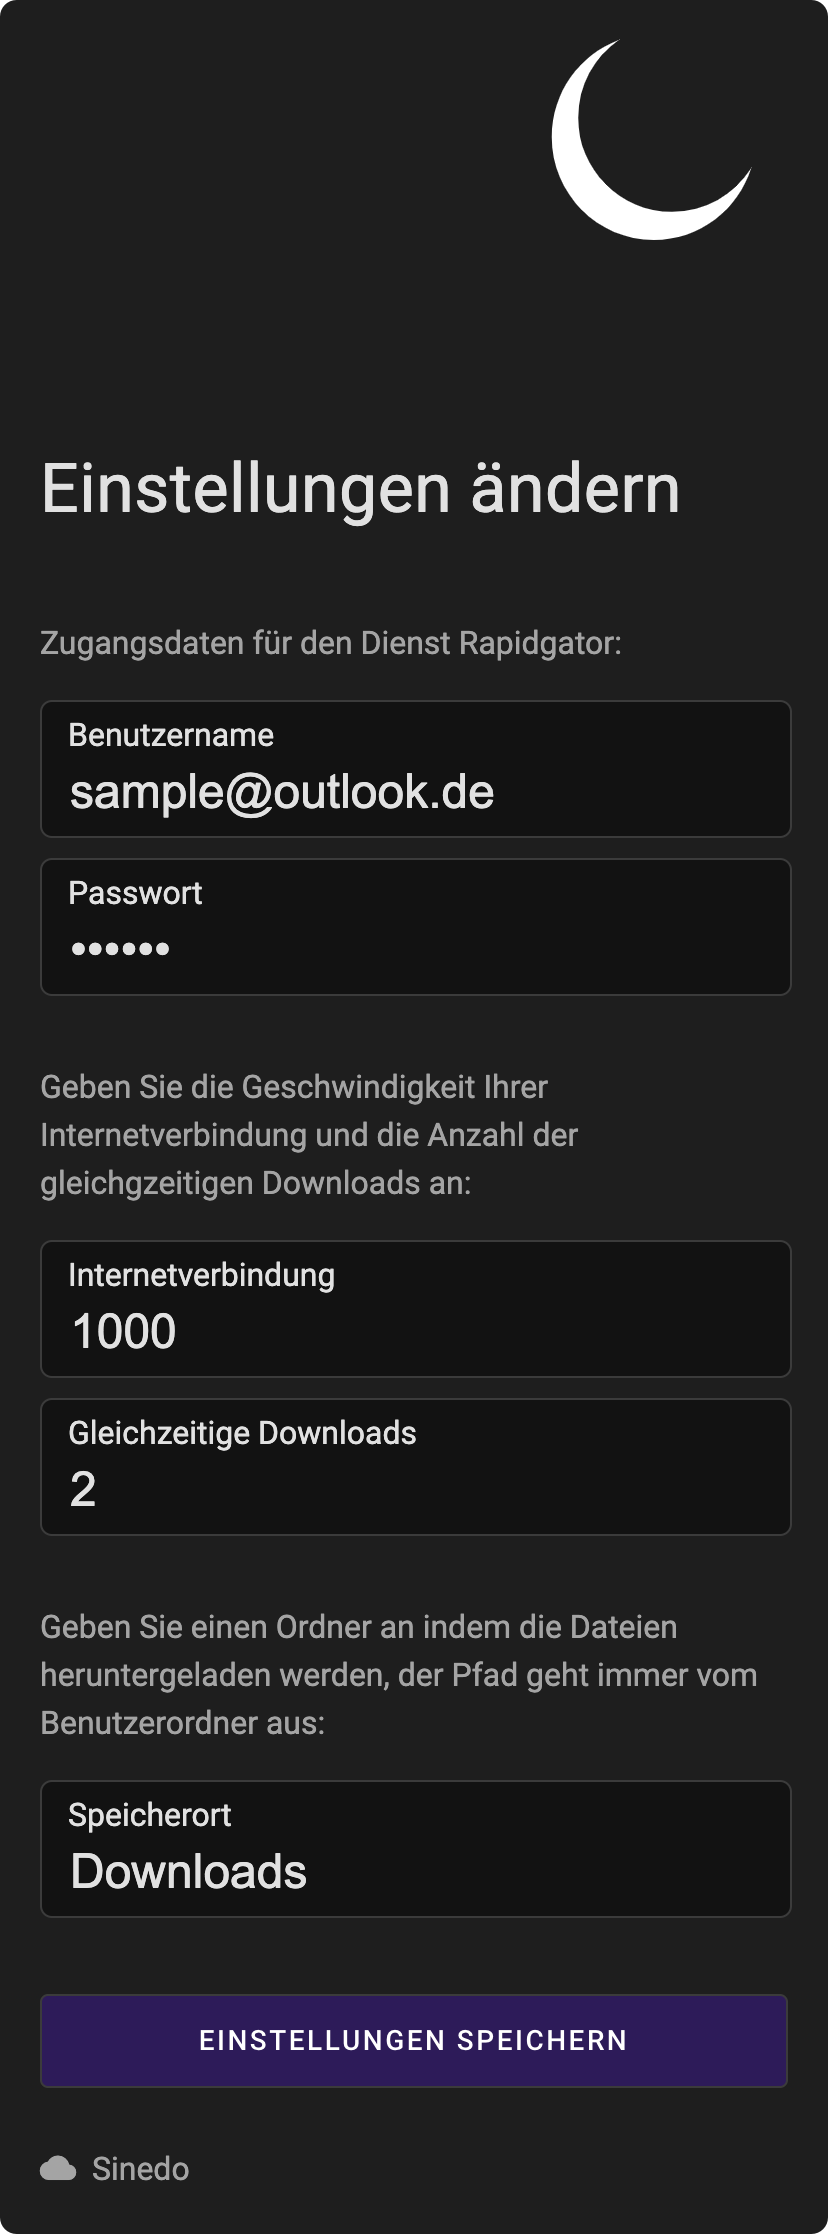 Einstellungen ändern
Zugangsdaten für den Dienst Rapidgator:
Benutzername
sample@outlook.de
Passwort
••••••
Geben Sie die Geschwindigkeit Ihrer
Internetverbindung und die Anzahl der
gleichgzeitigen Downloads an:
Internetverbindung
1000
Gleichzeitige Downloads
2
Geben Sie einen Ordner an indem die Dateien
heruntergeladen werden, der Pfad geht immer vom
Benutzerordner aus:
Speicherort
Downloads
EINSTELLUNGEN SPEICHERN
Sinedo